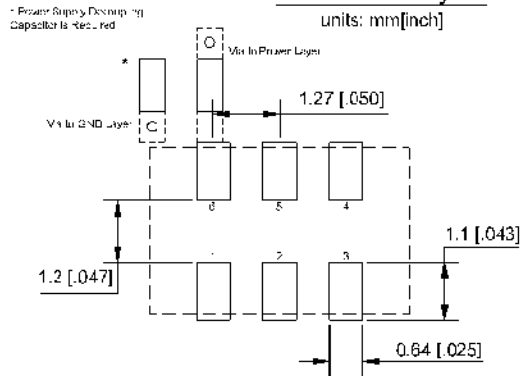 * Power Supply Decoupling
Capacitor is Required
units: mm[inch]
Via to Power Layer
*
1.27 [.050]
Via to GND Layer
6 5 4
1.1 [.043]
1 2 3
1.2 [.047]
0.64 [.025]